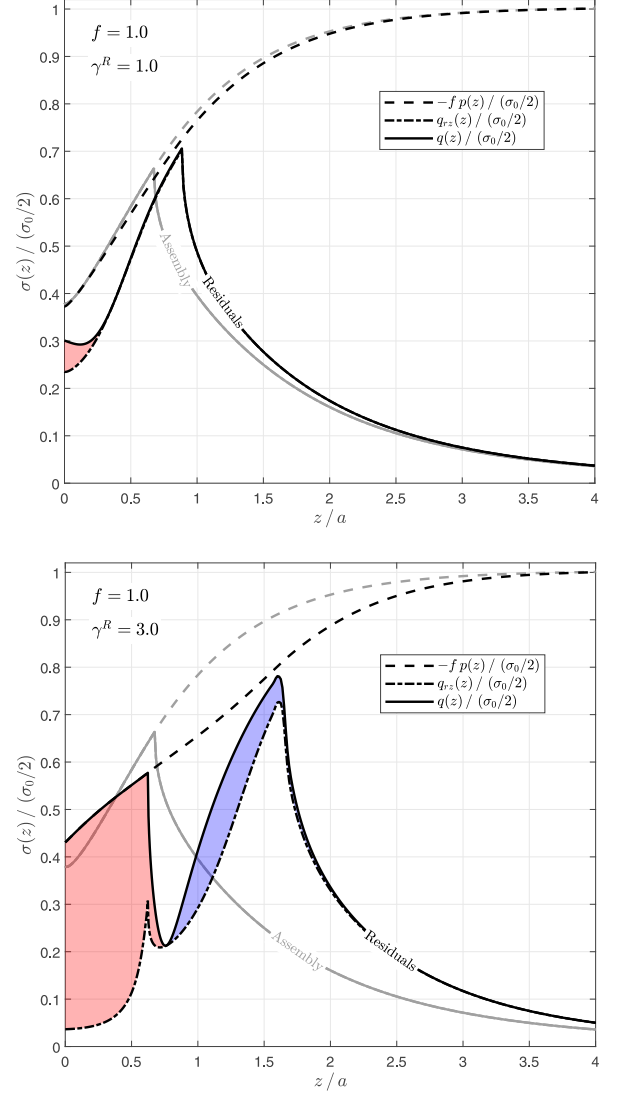 f = 1.0
γ^R = 1.0
−f p(z) / (σ₀/2)
q_rz(z) / (σ₀/2)
q(z) / (σ₀/2)
Assembly
Residuals
σ(z) / (σ₀/2)
1
0.9
0.8
0.7
0.6
0.5
0.4
0.3
0.2
0.1
0
0 0.5 1 1.5 2 2.5 3 3.5 4
z / a
f = 1.0
γ^R = 3.0
−f p(z) / (σ₀/2)
q_rz(z) / (σ₀/2)
q(z) / (σ₀/2)
Assembly
Residuals
σ(z) / (σ₀/2)
1
0.9
0.8
0.7
0.6
0.5
0.4
0.3
0.2
0.1
0
0 0.5 1 1.5 2 2.5 3 3.5 4
z / a